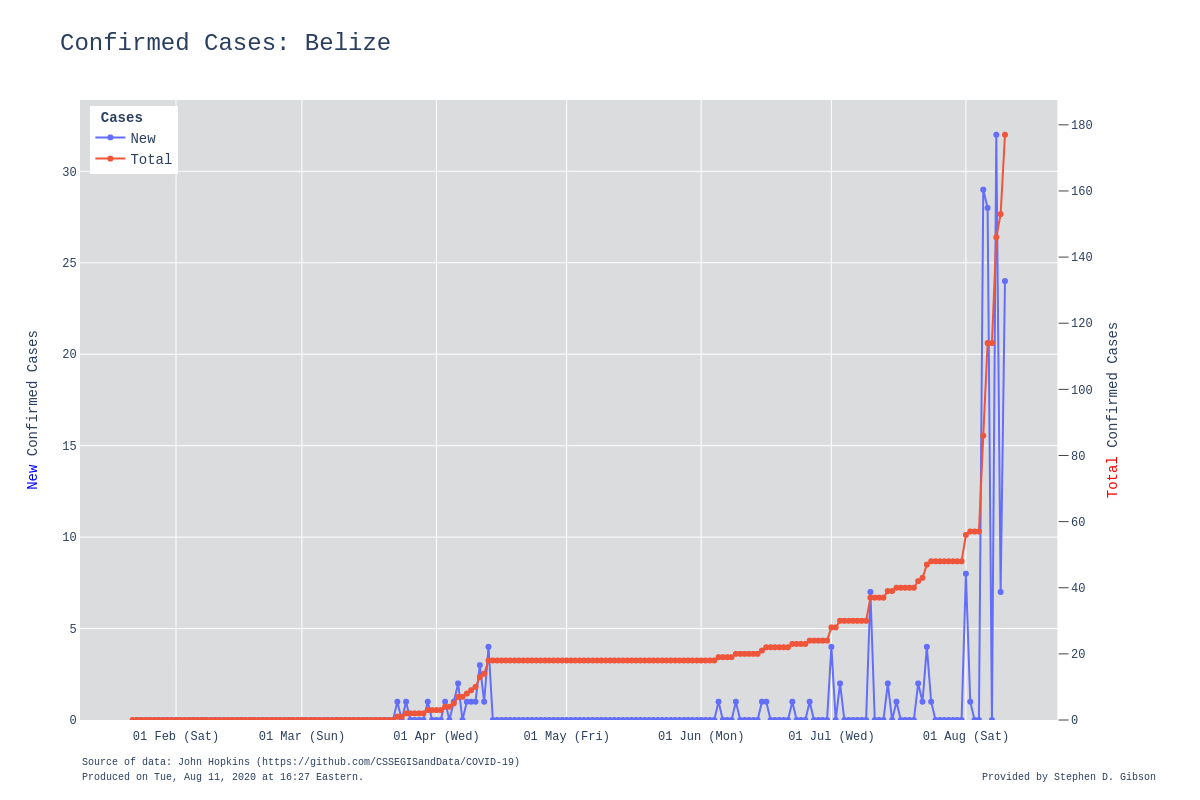 Confirmed Cases: Belize
Cases
New
Total
30
25
20
15
10
5
0
180
160
140
120
100
80
60
40
20
0
New Confirmed Cases
Total Confirmed Cases
01 Feb (Sat) 01 Mar (Sun) 01 Apr (Wed) 01 May (Fri) 01 Jun (Mon) 01 Jul (Wed) 01 Aug (Sat)
Source of data: John Hopkins (https://github.com/CSSEGISandData/COVID-19)
Produced on Tue, Aug 11, 2020 at 16:27 Eastern.
Provided by Stephen D. Gibson